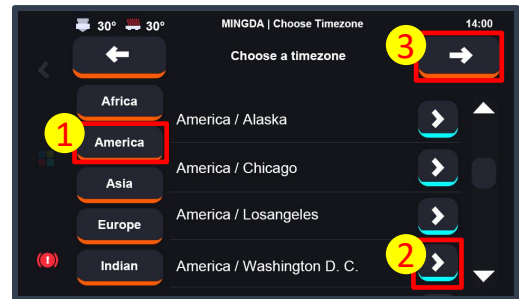 30° 30° MINGDA | Choose Timezone 14:00
Choose a timezone 3
Africa
America / Alaska
1 America
America / Chicago
Asia
America / Losangeles
Europe
2
Indian America / Washington D. C.